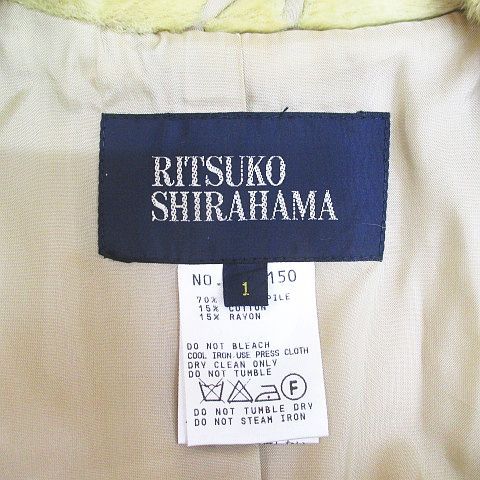 RITSUKO
SHIRAHAMA
1
NO. 150
70% PILE
15% COTTON
15% RAYON
DO NOT BLEACH
COOL IRON.USE PRESS CLOTH
DRY CLEAN ONLY
DO NOT TUMBLE
F
DO NOT TUMBLE DRY
DO NOT STEAM IRON